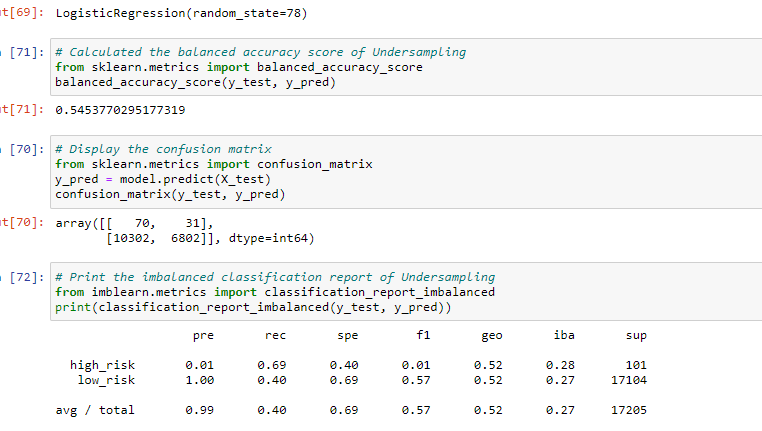 t[69]: LogisticRegression(random_state=78)
[71]: # Calculated the balanced accuracy score of Undersampling
from sklearn.metrics import balanced_accuracy_score
balanced_accuracy_score(y_test, y_pred)
t[71]: 0.5453770295177319
[70]: # Display the confusion matrix
from sklearn.metrics import confusion_matrix
y_pred = model.predict(X_test)
confusion_matrix(y_test, y_pred)
t[70]: array([[   70,    31],
       [10302,  6802]], dtype=int64)
[72]: # Print the imbalanced classification report of Undersampling
from imblearn.metrics import classification_report_imbalanced
print(classification_report_imbalanced(y_test, y_pred))
pre rec spe f1 geo iba sup
high_risk 0.01 0.69 0.40 0.01 0.52 0.28 101
low_risk 1.00 0.40 0.69 0.57 0.52 0.27 17104
avg / total 0.99 0.40 0.69 0.57 0.52 0.27 17205